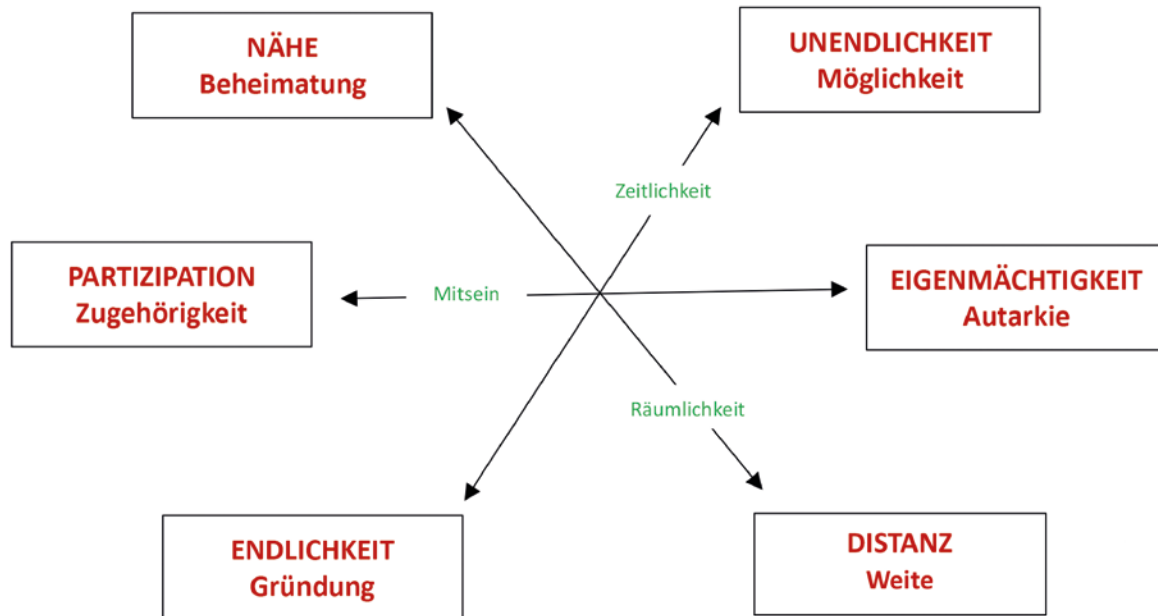 NÄHE
Beheimatung
UNENDLICHKEIT
Möglichkeit
Zeitlichkeit
PARTIZIPATION
Zugehörigkeit
Mitsein
EIGENMÄCHTIGKEIT
Autarkie
Räumlichkeit
ENDLICHKEIT
Gründung
DISTANZ
Weite